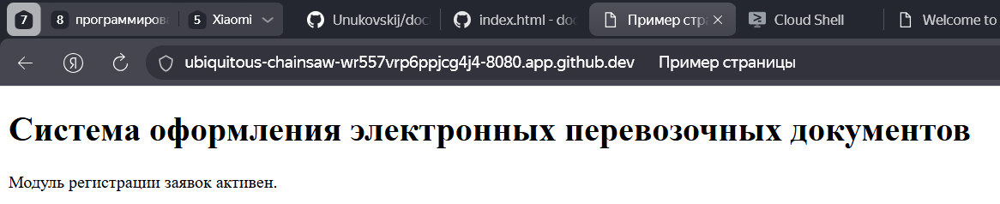 7 8 программирова 5 Xiaomi Unukovskij/doc index.html - doc Пример стра Cloud Shell Welcome to
Я ubiquitous-chainsaw-wr557vrp6ppjcg4j4-8080.app.github.dev Пример страницы
Система оформления электронных перевозочных документов
Модуль регистрации заявок активен.